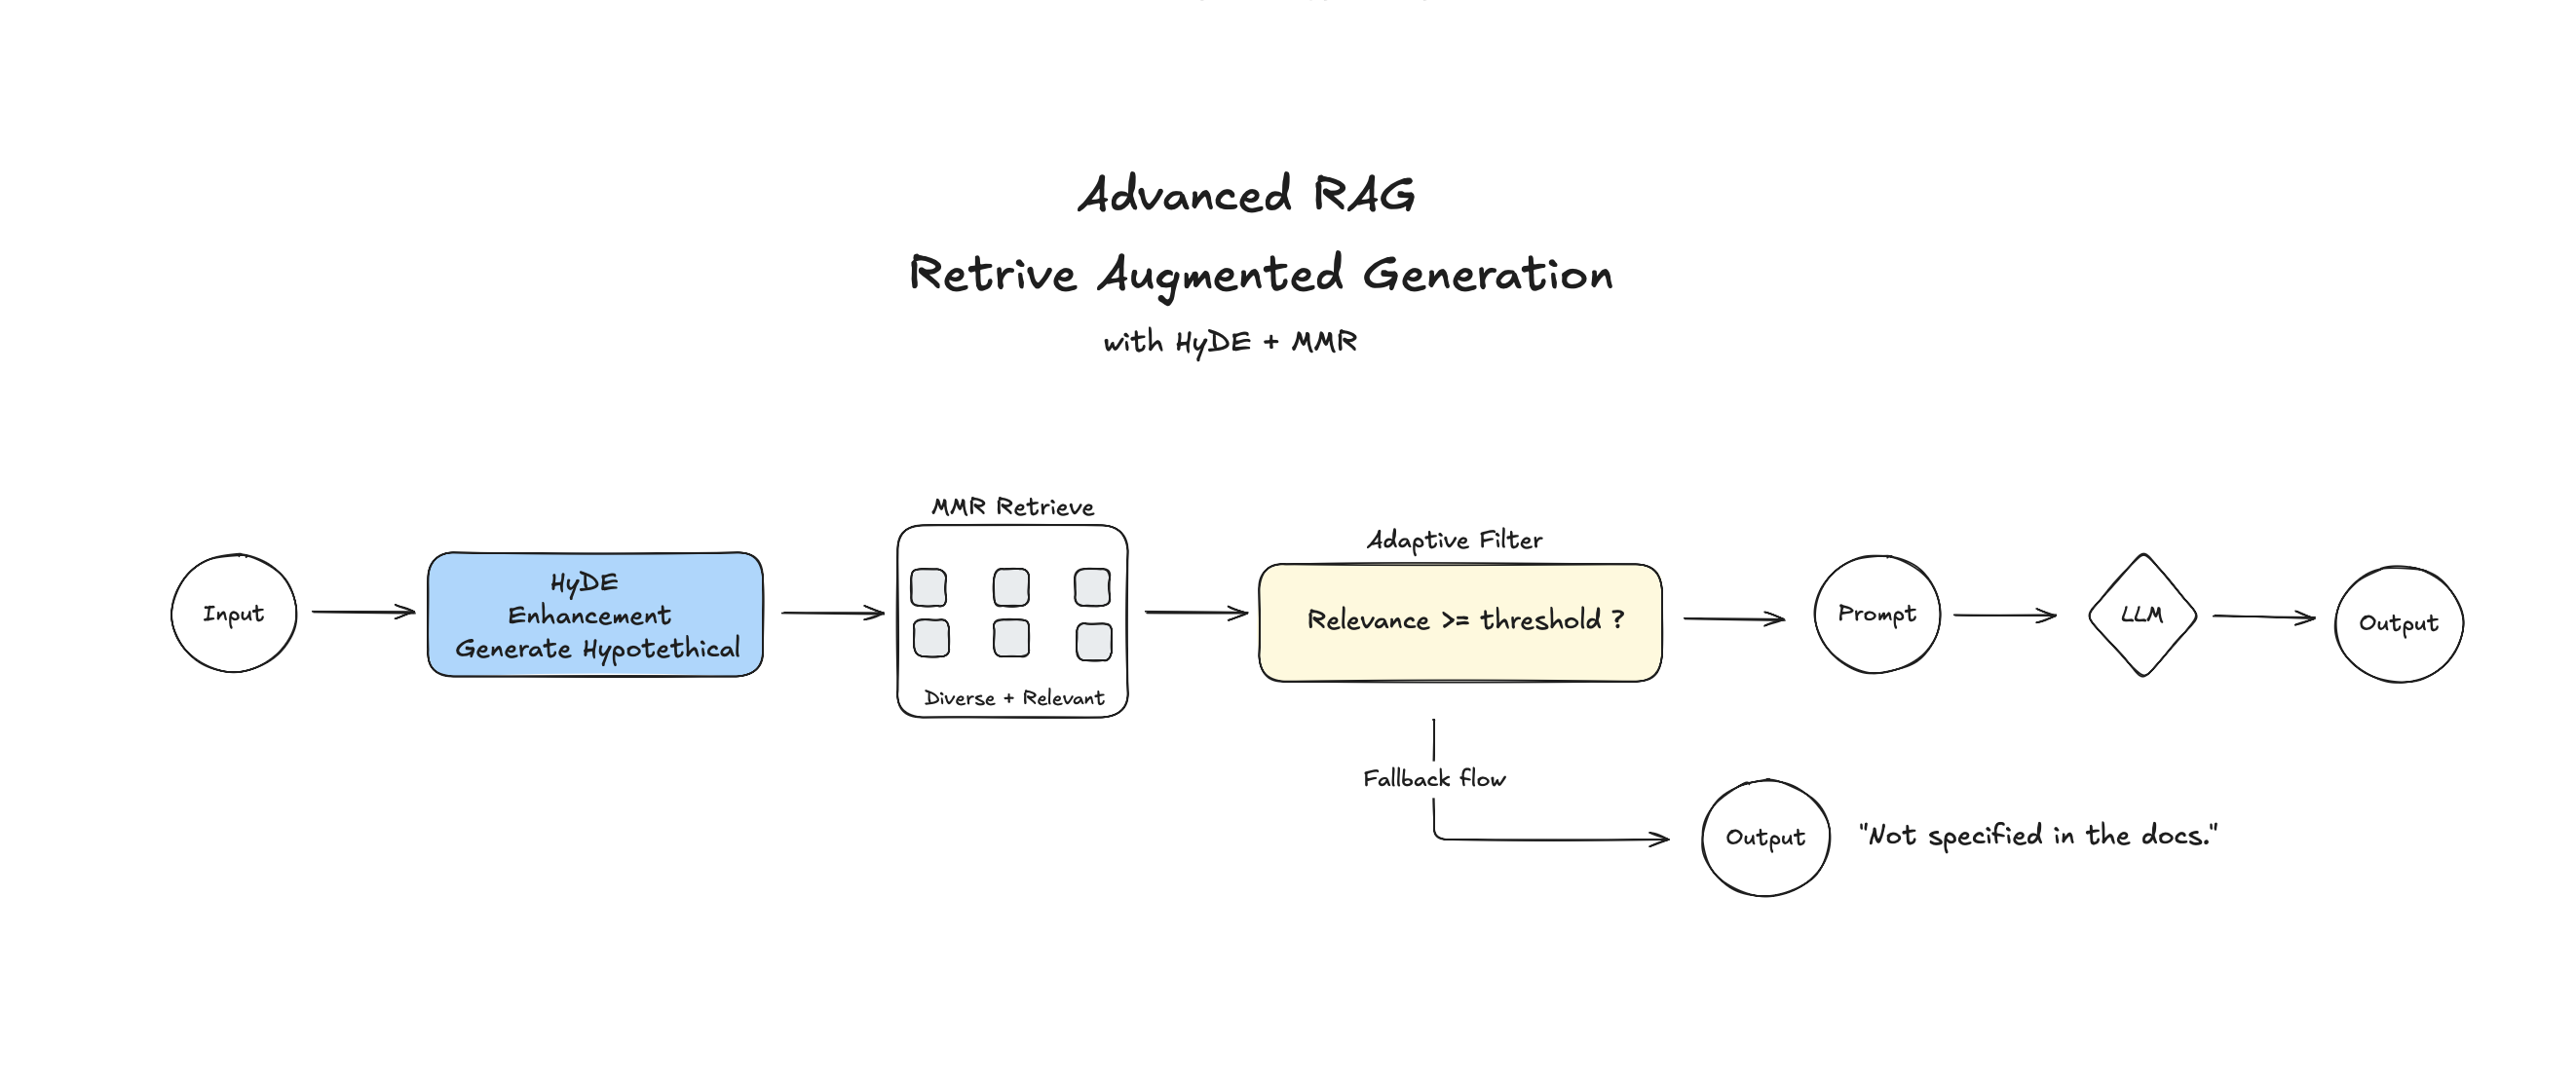 Advanced RAG
Retrive Augmented Generation
with HyDE + MMR
Input
HyDE
Enhancement
Generate Hypotethical
MMR Retrieve
Diverse + Relevant
Adaptive Filter
Relevance >= threshold ?
Prompt
LLM
Output
Fallback flow
Output
"Not specified in the docs."